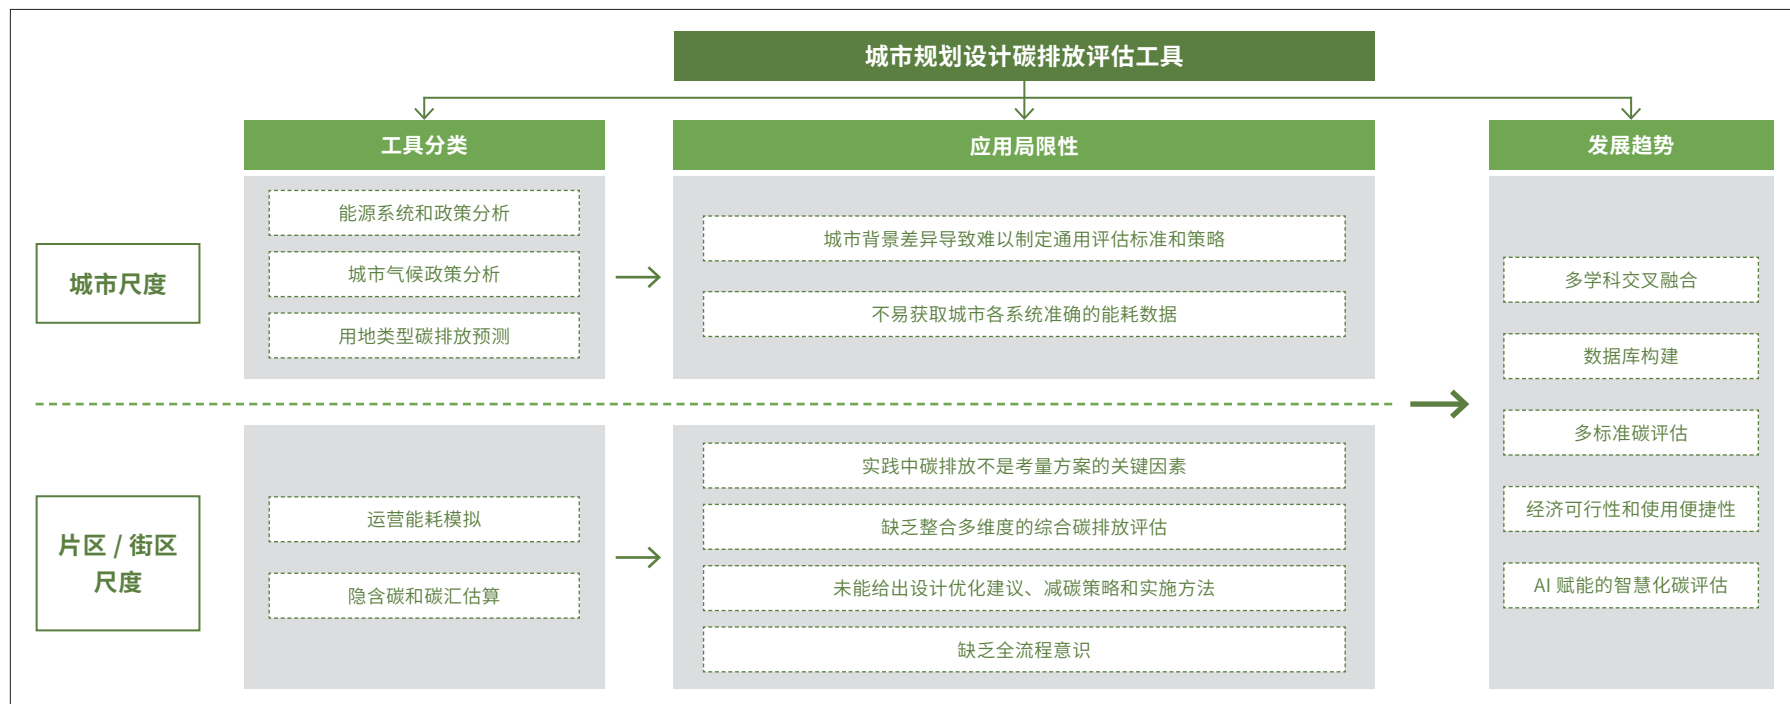 城市规划设计碳排放评估工具
工具分类
应用局限性
发展趋势
城市尺度
能源系统和政策分析
城市气候政策分析
用地类型碳排放预测
城市背景差异导致难以制定通用评估标准和策略
不易获取城市各系统准确的能耗数据
片区 / 街区
尺度
运营能耗模拟
隐含碳和碳汇估算
实践中碳排放不是考量方案的关键因素
缺乏整合多维度的综合碳排放评估
未能给出设计优化建议、减碳策略和实施方法
缺乏全流程意识
多学科交叉融合
数据库构建
多标准碳评估
经济可行性和使用便捷性
AI 赋能的智慧化碳评估